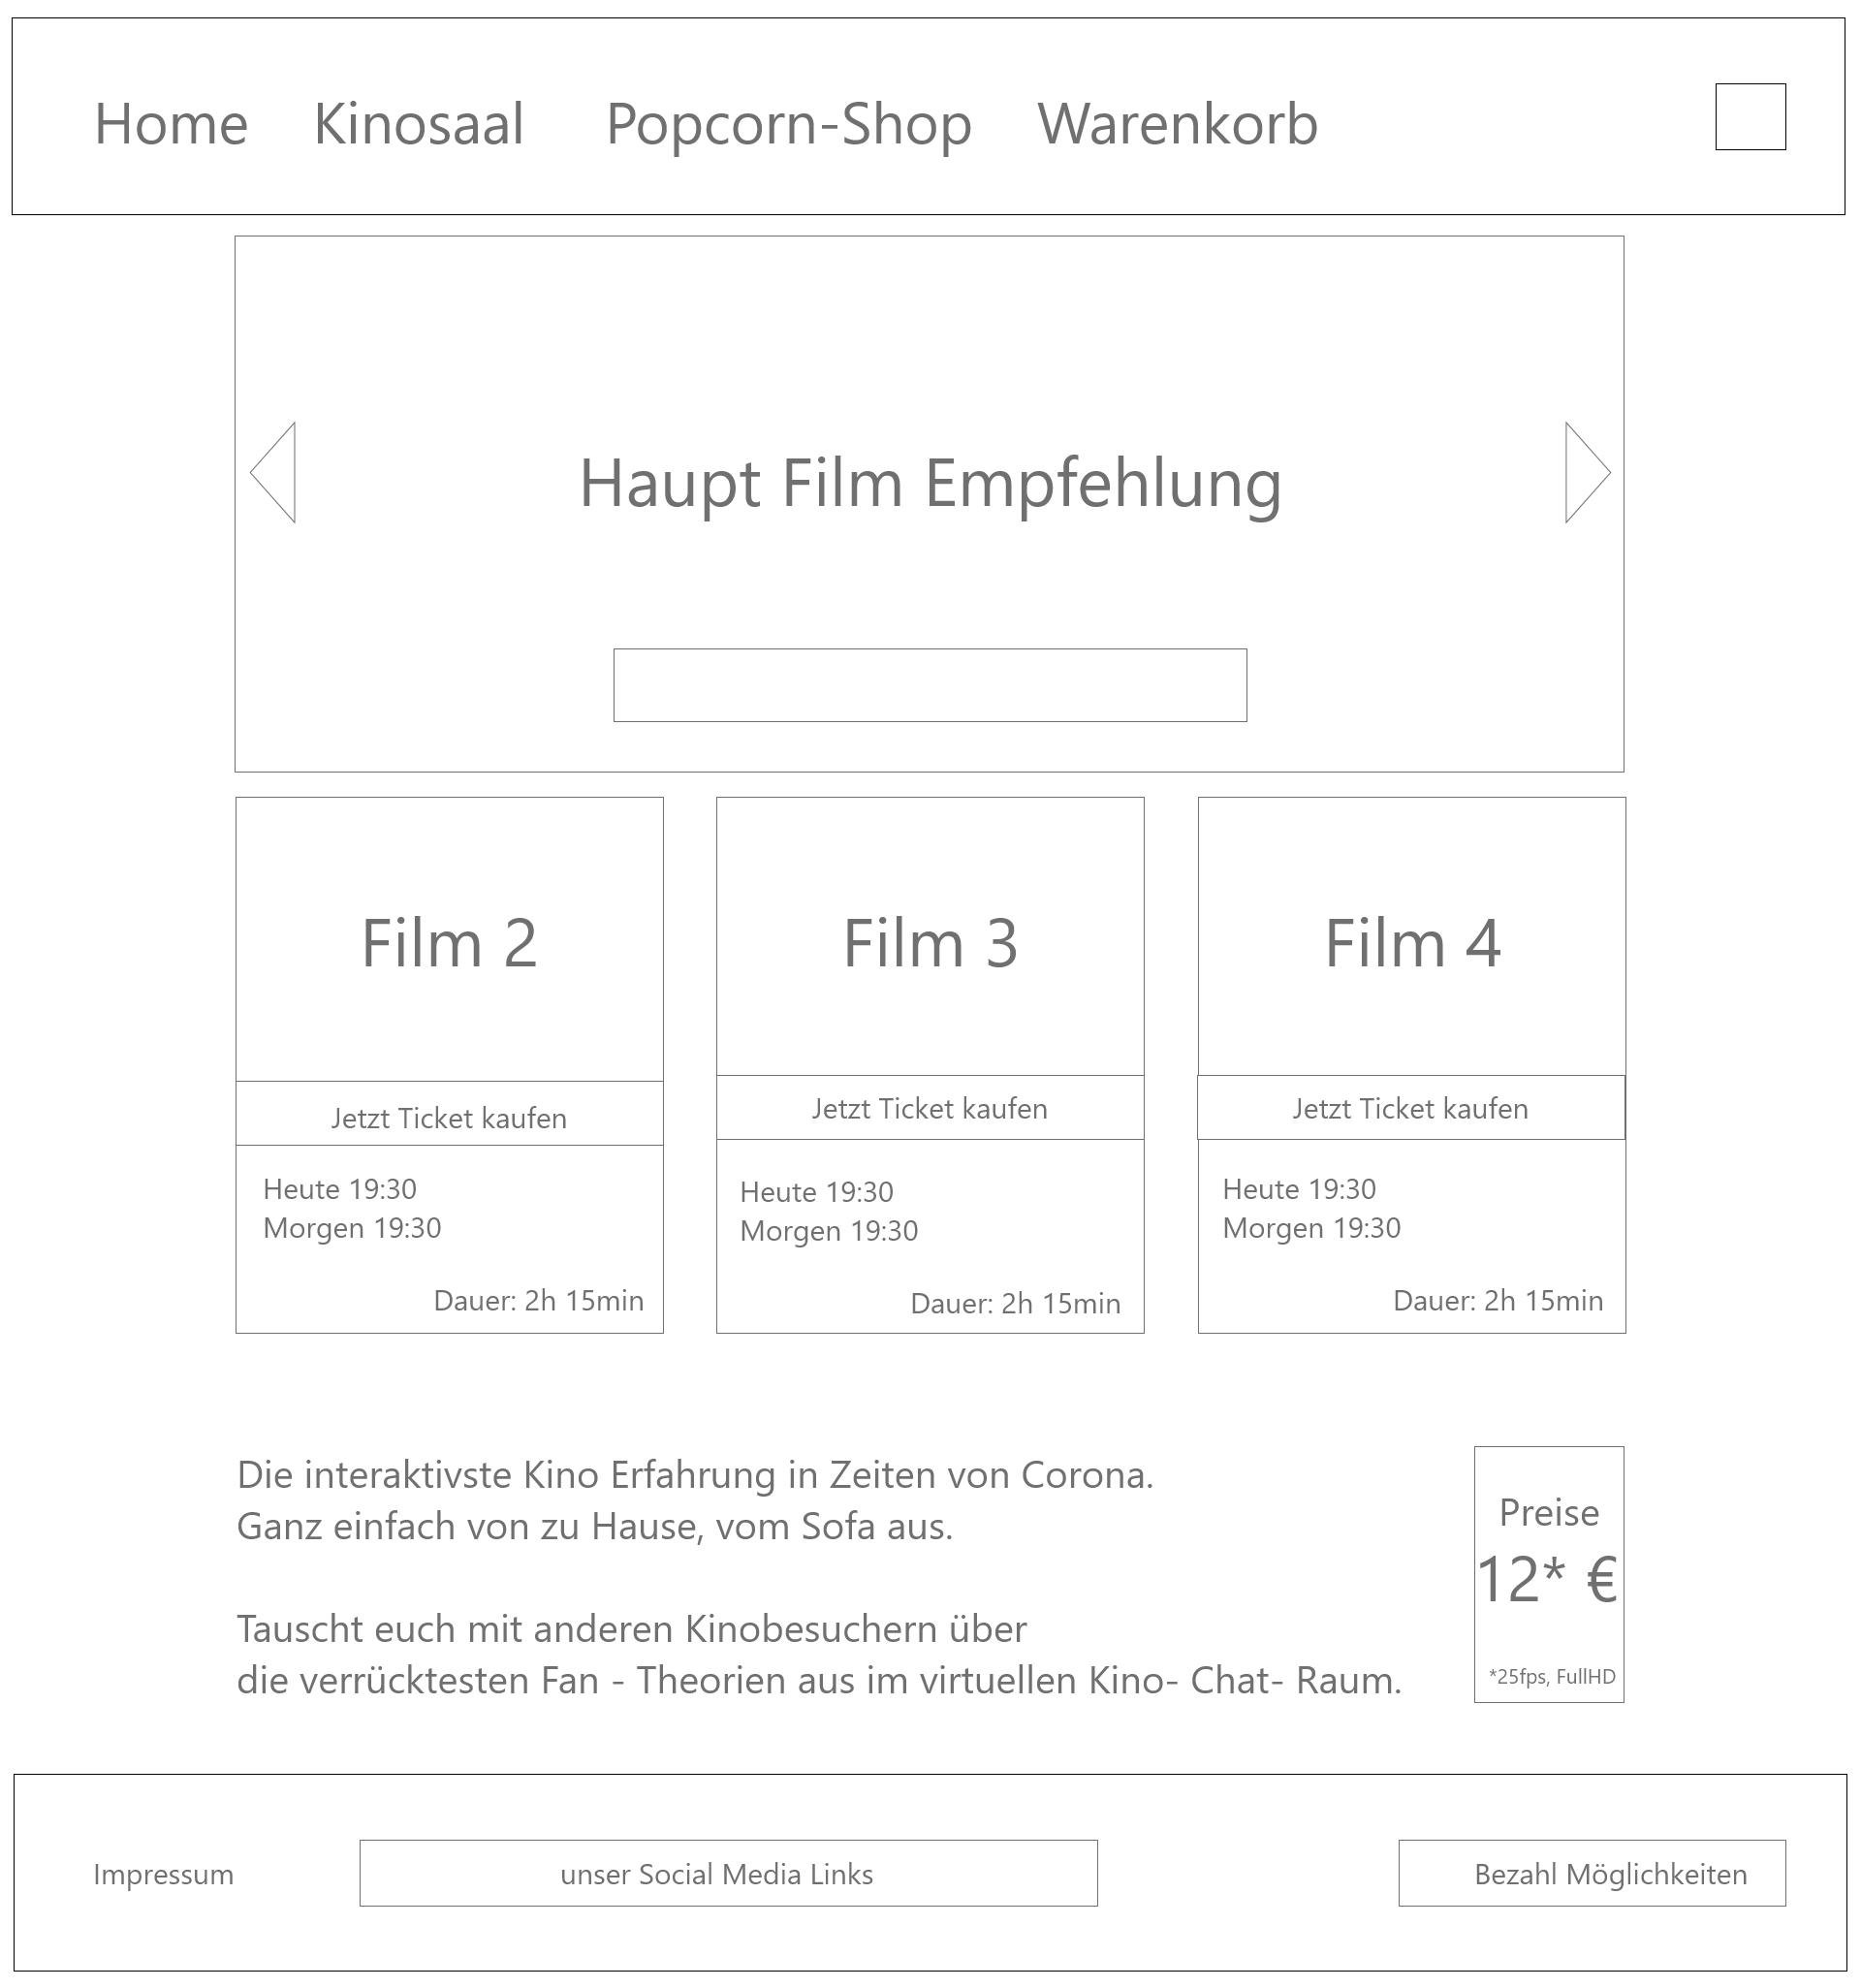 Home Kinosaal Popcorn-Shop Warenkorb
Haupt Film Empfehlung
Film 2
Jetzt Ticket kaufen
Heute 19:30
Morgen 19:30
Dauer: 2h 15min
Film 3
Jetzt Ticket kaufen
Heute 19:30
Morgen 19:30
Dauer: 2h 15min
Film 4
Jetzt Ticket kaufen
Heute 19:30
Morgen 19:30
Dauer: 2h 15min
Die interaktivste Kino Erfahrung in Zeiten von Corona.
Ganz einfach von zu Hause, vom Sofa aus.
Tauscht euch mit anderen Kinobesuchern über
die verrücktesten Fan - Theorien aus im virtuellen Kino- Chat- Raum.
Preise
12* €
*25fps, FullHD
Impressum
unser Social Media Links
Bezahl Möglichkeiten